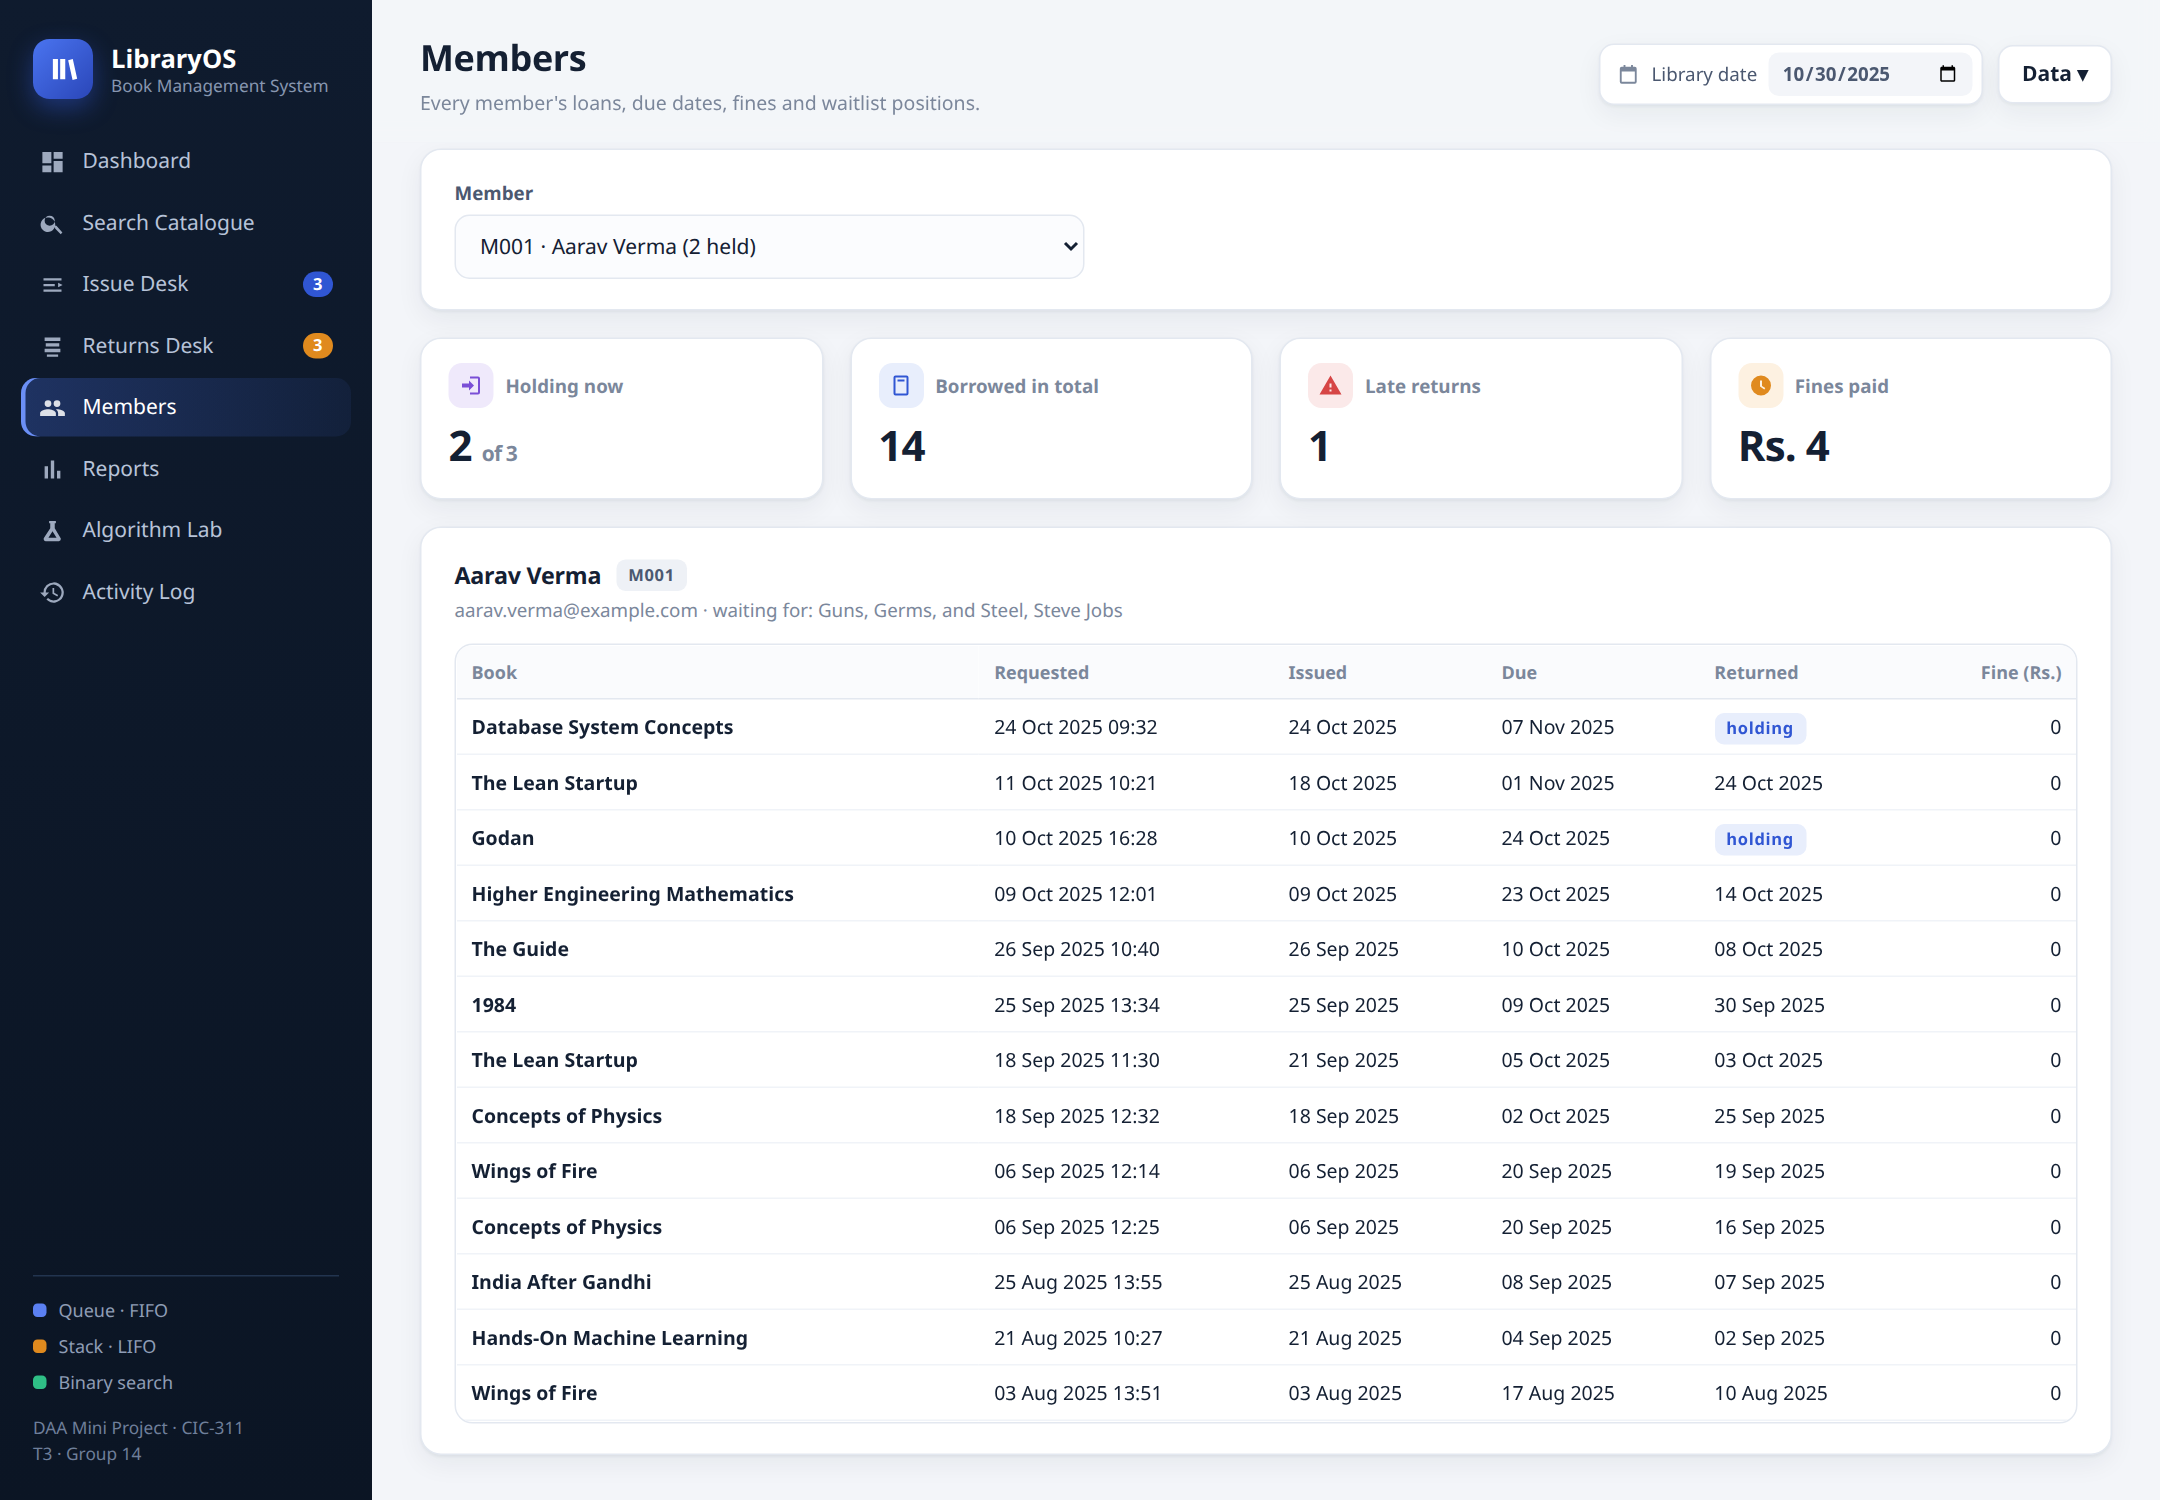 LibraryOS
Book Management System
Dashboard
Search Catalogue
Issue Desk 3
Returns Desk 3
Members
Reports
Algorithm Lab
Activity Log
Queue · FIFO
Stack · LIFO
Binary search
DAA Mini Project · CIC-311
T3 · Group 14
Members
Every member's loans, due dates, fines and waitlist positions.
Library date 10/30/2025
Data ▾
Member
M001 · Aarav Verma (2 held)
Holding now
2 of 3
Borrowed in total
14
Late returns
1
Fines paid
Rs. 4
Aarav Verma M001
aarav.verma@example.com · waiting for: Guns, Germs, and Steel, Steve Jobs
Book Requested Issued Due Returned Fine (Rs.)
Database System Concepts 24 Oct 2025 09:32 24 Oct 2025 07 Nov 2025 holding 0
The Lean Startup 11 Oct 2025 10:21 18 Oct 2025 01 Nov 2025 24 Oct 2025 0
Godan 10 Oct 2025 16:28 10 Oct 2025 24 Oct 2025 holding 0
Higher Engineering Mathematics 09 Oct 2025 12:01 09 Oct 2025 23 Oct 2025 14 Oct 2025 0
The Guide 26 Sep 2025 10:40 26 Sep 2025 10 Oct 2025 08 Oct 2025 0
1984 25 Sep 2025 13:34 25 Sep 2025 09 Oct 2025 30 Sep 2025 0
The Lean Startup 18 Sep 2025 11:30 21 Sep 2025 05 Oct 2025 03 Oct 2025 0
Concepts of Physics 18 Sep 2025 12:32 18 Sep 2025 02 Oct 2025 25 Sep 2025 0
Wings of Fire 06 Sep 2025 12:14 06 Sep 2025 20 Sep 2025 19 Sep 2025 0
Concepts of Physics 06 Sep 2025 12:25 06 Sep 2025 20 Sep 2025 16 Sep 2025 0
India After Gandhi 25 Aug 2025 13:55 25 Aug 2025 08 Sep 2025 07 Sep 2025 0
Hands-On Machine Learning 21 Aug 2025 10:27 21 Aug 2025 04 Sep 2025 02 Sep 2025 0
Wings of Fire 03 Aug 2025 13:51 03 Aug 2025 17 Aug 2025 10 Aug 2025 0